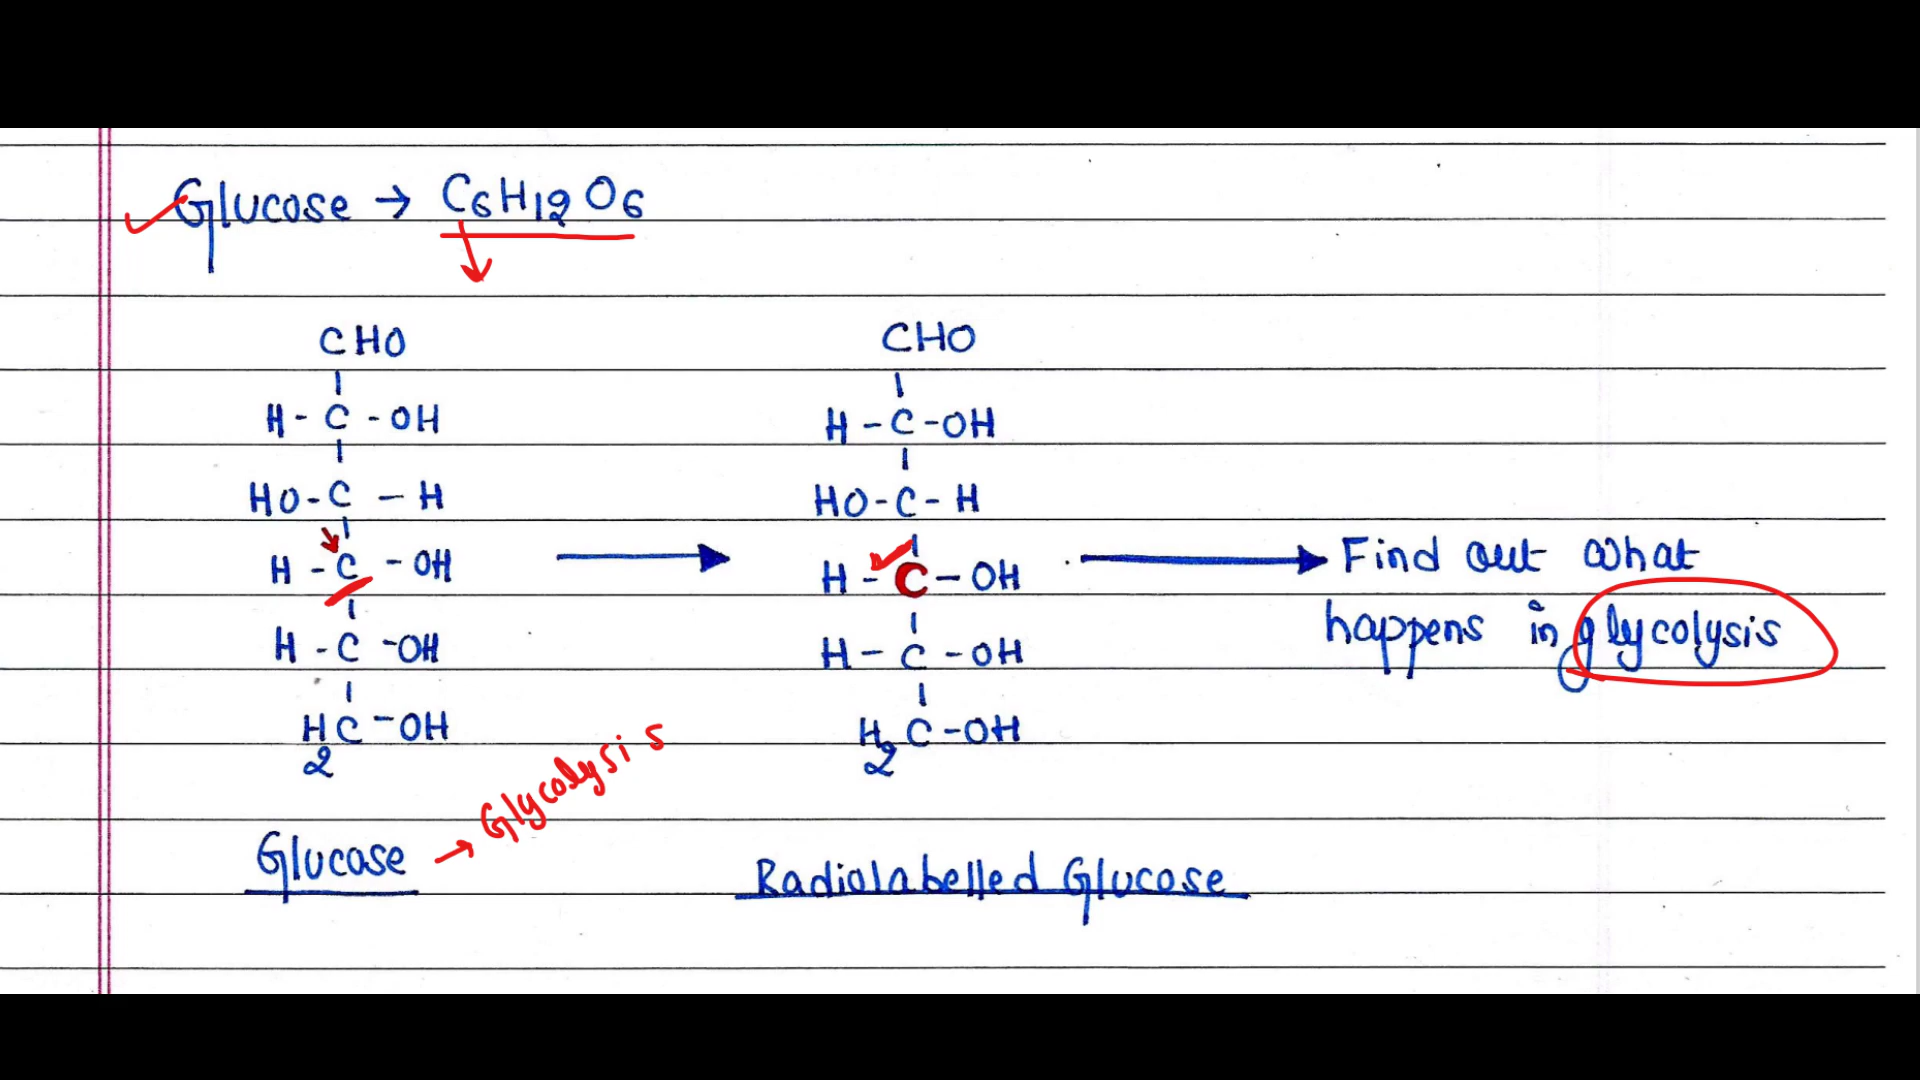 Glucose → C6H12O6
CHO CHO
H - C - OH H - C - OH
HO - C - H HO - C - H
H - C - OH H - C - OH Find out what
happens in glycolysis
H - C - OH H - C - OH
H2C - OH H2C - OH
Glucose → Glycolysis
Radiolabelled Glucose